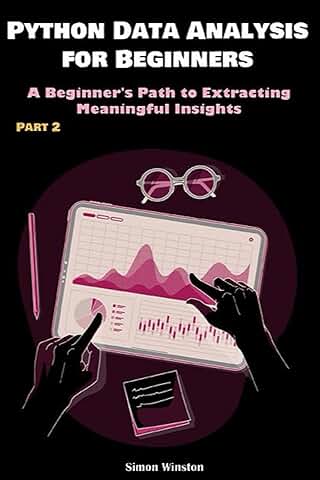 Python Data Analysis
for Beginners
A Beginner's Path to Extracting
Meaningful Insights
Part 2
Simon Winston